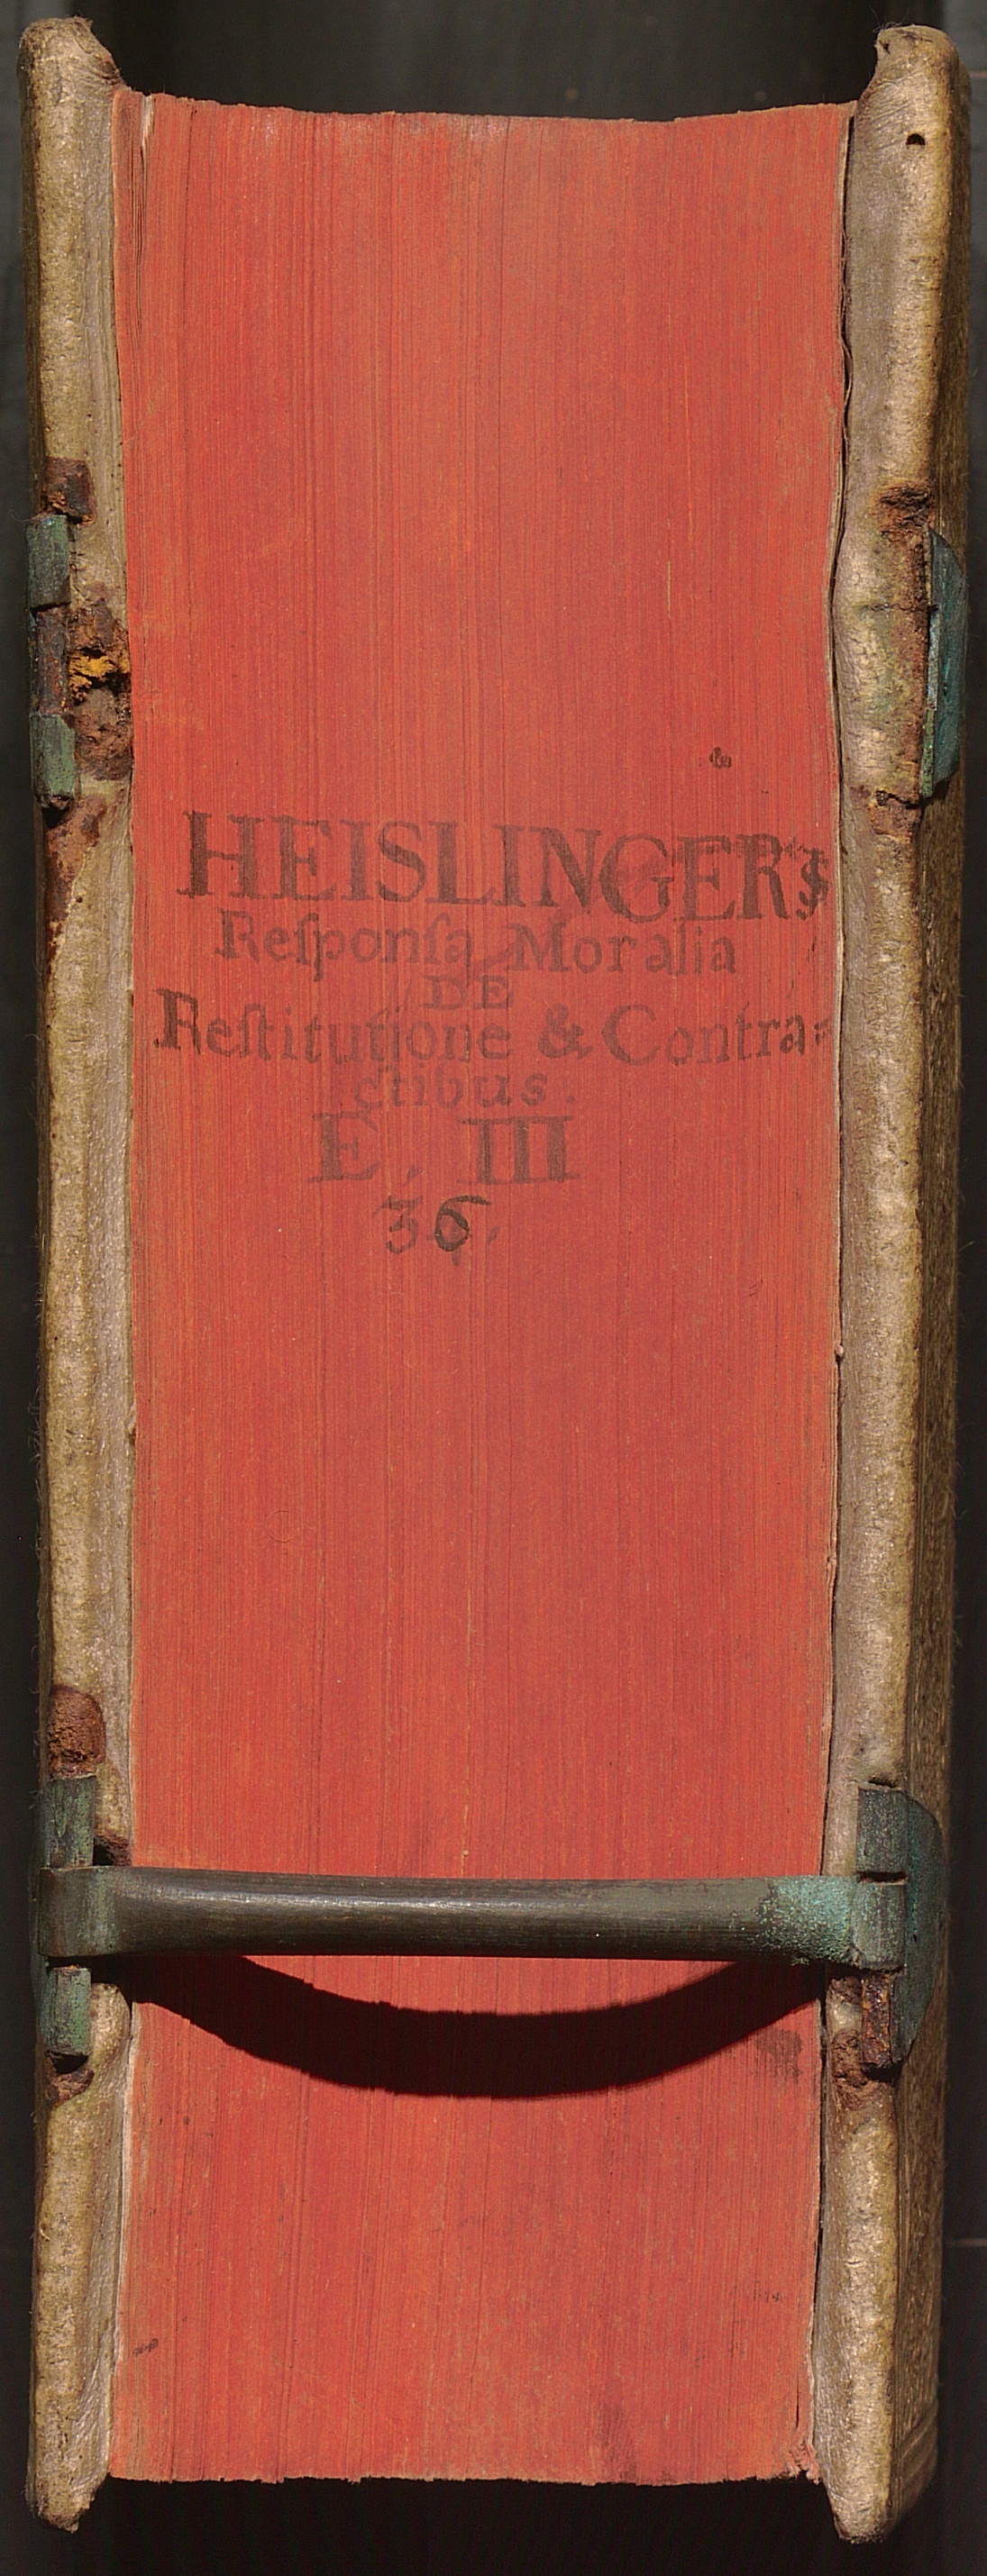 HEISLINGERS
Reſponſa Moralia
DE
Reſtitutione & Contra=
ctibus.
E. III
36.